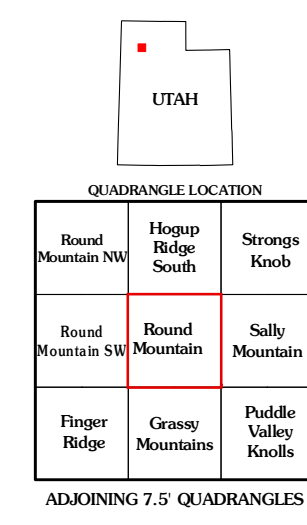 UTAH
QUADRANGLE LOCATION
Round
Mountain NW
Hogup
Ridge
South
Strongs
Knob
Round
Mountain SW
Round
Mountain
Sally
Mountain
Finger
Ridge
Grassy
Mountains
Puddle
Valley
Knolls
ADJOINING 7.5' QUADRANGLES